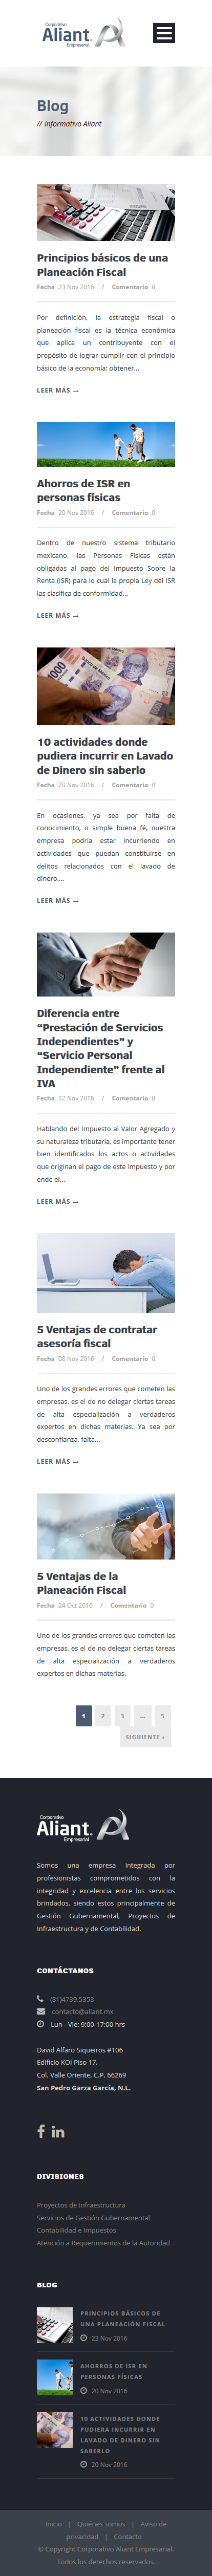 Corporativo
Aliant
Empresarial
Blog
// Informativo Aliant
Principios básicos de una
Planeación Fiscal
Fecha 23 Nov 2016 / Comentario 0
Por definición, la estrategia fiscal o
planeación fiscal es la técnica económica
que aplica un contribuyente con el
propósito de lograr cumplir con el principio
básico de la economía: obtener...
LEER MÁS →
Ahorros de ISR en
personas físicas
Fecha 20 Nov 2016 / Comentario 0
Dentro de nuestro sistema tributario
mexicano, las Personas Físicas están
obligadas al pago del Impuesto Sobre la
Renta (ISR) para lo cual la propia Ley del ISR
las clasifica de conformidad...
LEER MÁS →
10 actividades donde
pudiera incurrir en Lavado
de Dinero sin saberlo
Fecha 20 Nov 2016 / Comentario 0
En ocasiones, ya sea por falta de
conocimiento, o simple buena fé, nuestra
empresa podría estar incurriendo en
actividades que puedan constituirse en
delitos relacionados con el lavado de
dinero,...
LEER MÁS →
Diferencia entre
“Prestación de Servicios
Independientes” y
“Servicio Personal
Independiente” frente al
IVA
Fecha 12 Nov 2016 / Comentario 0
Hablando del Impuesto al Valor Agregado y
su naturaleza tributaria, es importante tener
bien identificados los actos o actividades
que originan el pago de este impuesto y por
ende el...
LEER MÁS →
5 Ventajas de contratar
asesoría fiscal
Fecha 08 Nov 2016 / Comentario 0
Uno de los grandes errores que cometen las
empresas, es el de no delegar ciertas tareas
de alta especialización a verdaderos
expertos en dichas materias. Ya sea por
desconfianza, falta...
LEER MÁS →
5 Ventajas de la
Planeación Fiscal
Fecha 24 Oct 2016 / Comentario 0
Uno de los grandes errores que cometen las
empresas, es el de no delegar ciertas tareas
de alta especialización a verdaderos
expertos en dichas materias.
1 2 3 ... 5
SIGUIENTE ›
Corporativo
Aliant
Empresarial
Somos una empresa integrada por
profesionistas comprometidos con la
integridad y excelencia entre los servicios
brindados, siendo estos principalmente de
Gestión Gubernamental, Proyectos de
Infraestructura y de Contabilidad.
CONTÁCTANOS
(81)4739.5358
contacto@aliant.mx
Lun - Vie: 9:00-17:00 hrs
David Alfaro Siqueiros #106
Edificio KOI Piso 17,
Col. Valle Oriente, C.P. 66269
San Pedro Garza García, N.L.
DIVISIONES
Proyectos de Infraestructura
Servicios de Gestión Gubernamental
Contabilidad e Impuestos
Atención a Requerimientos de la Autoridad
BLOG
PRINCIPIOS BÁSICOS DE
UNA PLANEACIÓN FISCAL
23 Nov 2016
AHORROS DE ISR EN
PERSONAS FÍSICAS
20 Nov 2016
10 ACTIVIDADES DONDE
PUDIERA INCURRIR EN
LAVADO DE DINERO SIN
SABERLO
20 Nov 2016
Inicio | Quiénes somos | Aviso de
privacidad | Contacto
© Copyright Corporativo Aliant Empresarial.
Todos los derechos reservados.